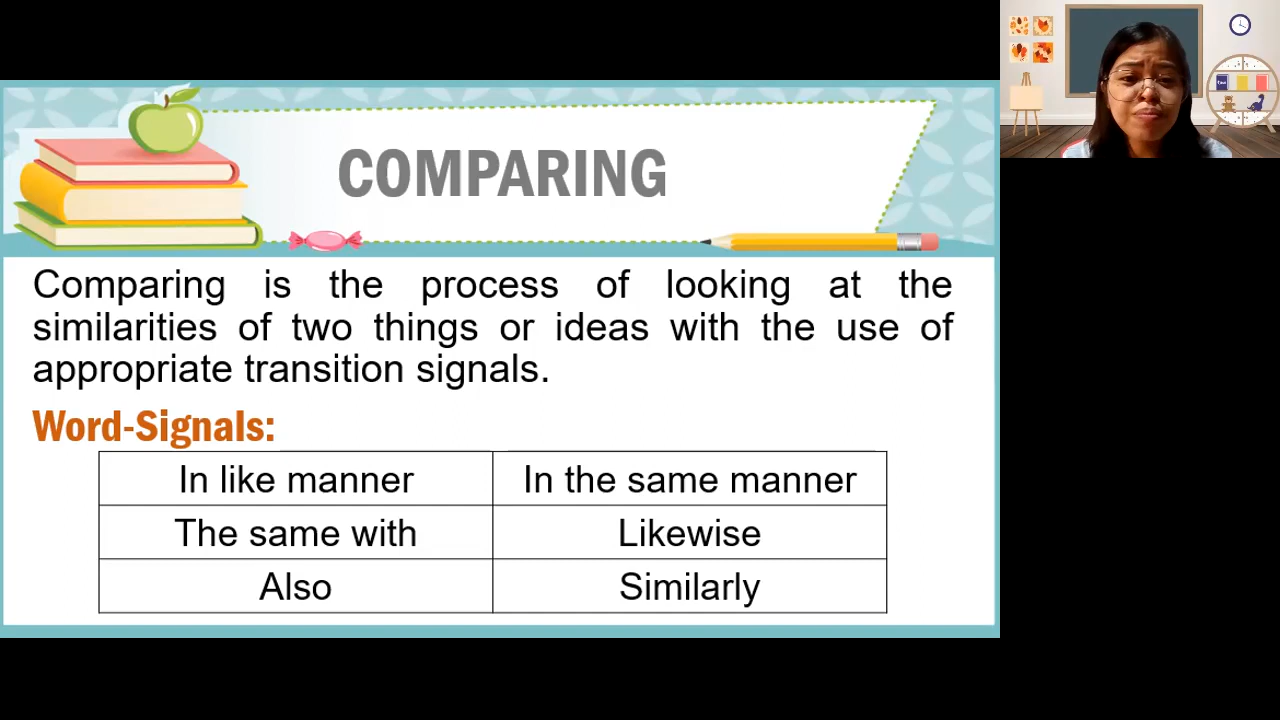 COMPARING
Comparing is the process of looking at the
similarities of two things or ideas with the use of
appropriate transition signals.
Word-Signals:
In like manner In the same manner
The same with Likewise
Also Similarly